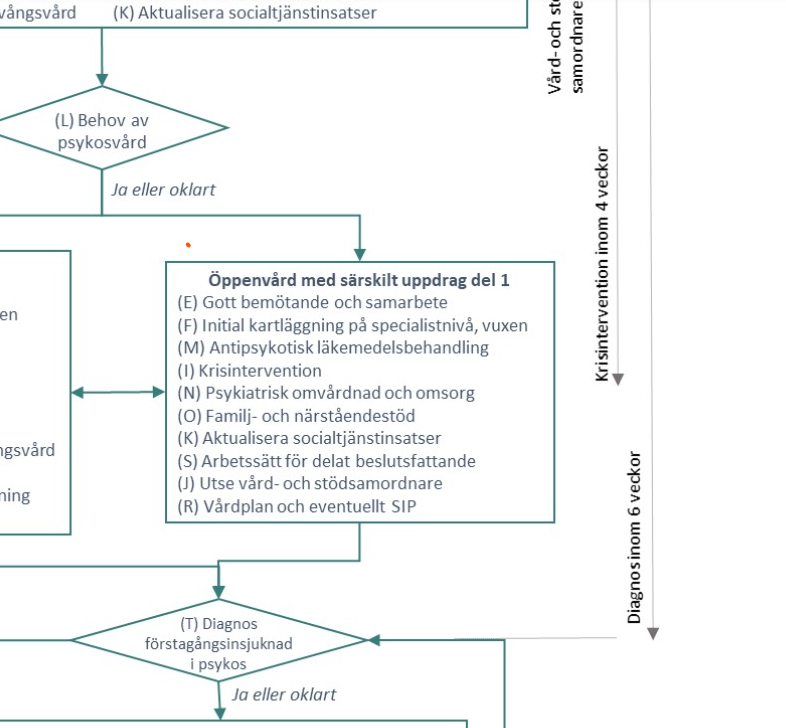 vångsvård (K) Aktualisera socialtjänstinsatser
Vård- och
samordnare
(L) Behov av
psykosvård
Ja eller oklart
Krisintervention inom 4 veckor
en
ngsvård
ning
Öppenvård med särskilt uppdrag del 1
(E) Gott bemötande och samarbete
(F) Initial kartläggning på specialistnivå, vuxen
(M) Antipsykotisk läkemedelsbehandling
(I) Krisintervention
(N) Psykiatrisk omvårdnad och omsorg
(O) Familj- och närståendestöd
(K) Aktualisera socialtjänstinsatser
(S) Arbetssätt för delat beslutsfattande
(J) Utse vård- och stödsamordnare
(R) Vårdplan och eventuellt SIP
Diagnos inom 6 veckor
(T) Diagnos
förstagångsinsjuknad
i psykos
Ja eller oklart